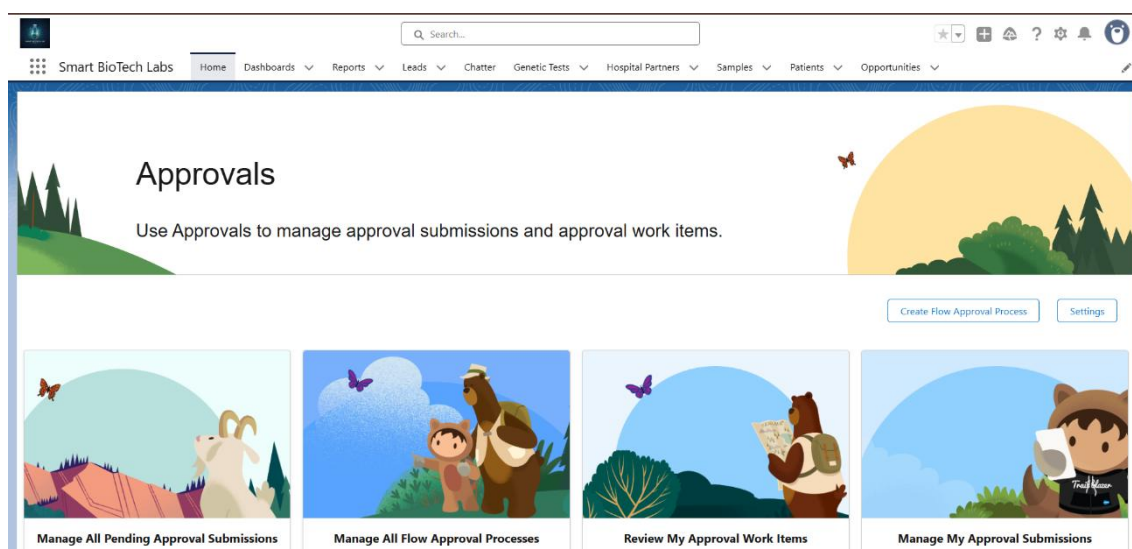 Search...
Smart BioTech Labs Home Dashboards Reports Leads Chatter Genetic Tests Hospital Partners Samples Patients Opportunities
Approvals
Use Approvals to manage approval submissions and approval work items.
Create Flow Approval Process Settings
Trailblazer
Manage All Pending Approval Submissions Manage All Flow Approval Processes Review My Approval Work Items Manage My Approval Submissions